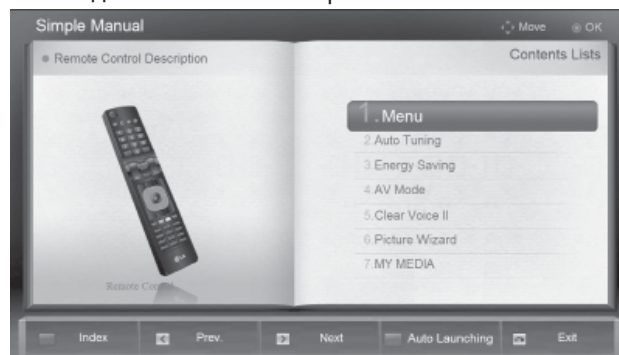 Simple Manual
Move
OK
Remote Control Description
Contents Lists
1.Menu
2.Auto Tuning
3.Energy Saving
4.AV Mode
5.Clear Voice II
6.Picture Wizard
7.MY MEDIA
LG
Remote Control
Index
Prev.
Next
Auto Launching
Exit